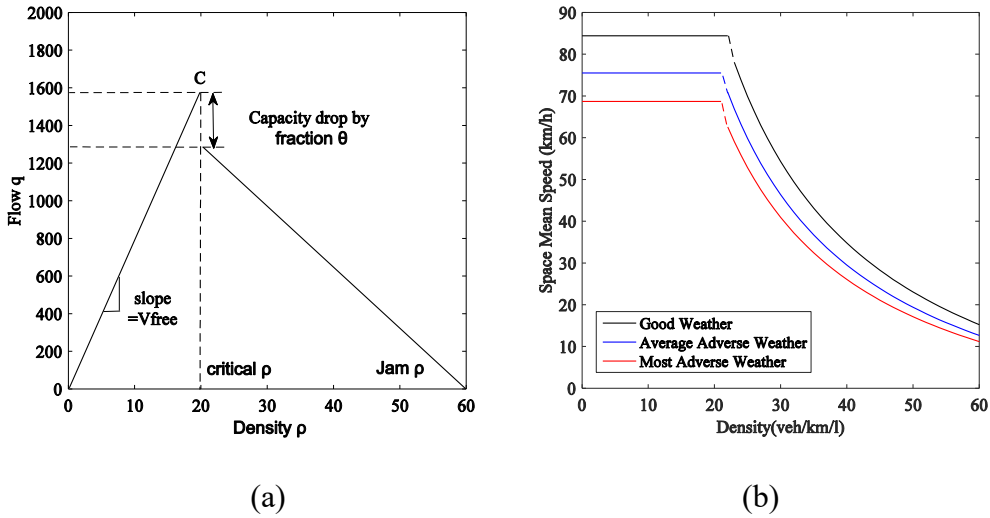 2000
1800
1600
1400
1200
1000
800
600
400
200
0
Flow q
C
Capacity drop by
fraction θ
slope
=Vfree
critical ρ
Jam ρ
0 10 20 30 40 50 60
Density ρ
(a)
90
80
70
60
50
40
30
20
10
0
Space Mean Speed (km/h)
Good Weather
Average Adverse Weather
Most Adverse Weather
0 10 20 30 40 50 60
Density(veh/km/l)
(b)